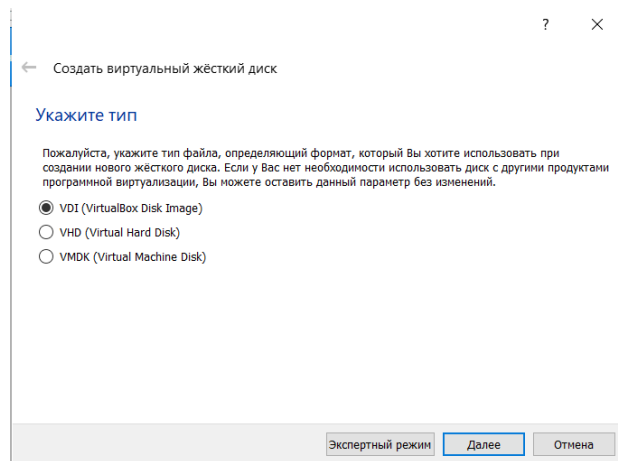 ?
Создать виртуальный жёсткий диск
Укажите тип
Пожалуйста, укажите тип файла, определяющий формат, который Вы хотите использовать при
создании нового жёсткого диска. Если у Вас нет необходимости использовать диск с другими продуктами
программной виртуализации, Вы можете оставить данный параметр без изменений.
VDI (VirtualBox Disk Image)
VHD (Virtual Hard Disk)
VMDK (Virtual Machine Disk)
Экспертный режим Далее Отмена